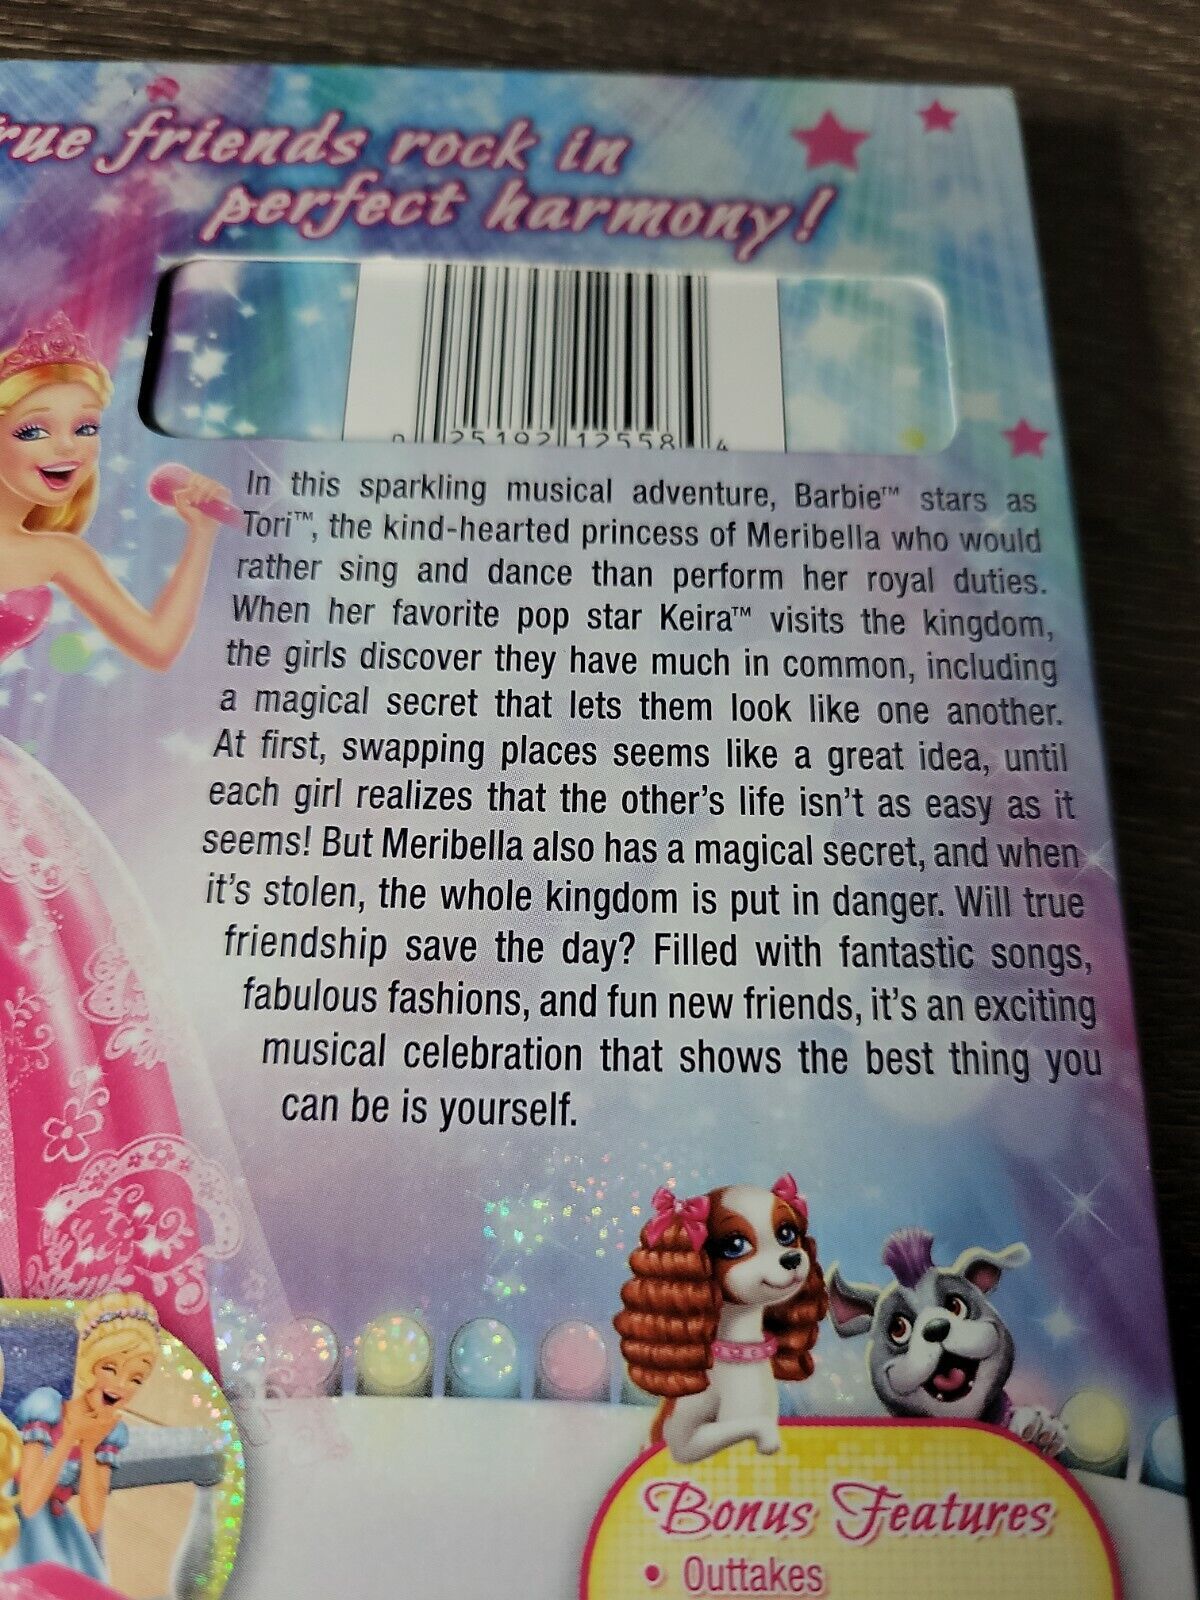 rue friends rock in
perfect harmony!
0 25192 12558 4
In this sparkling musical adventure, Barbie™ stars as
Tori™, the kind-hearted princess of Meribella who would
rather sing and dance than perform her royal duties.
When her favorite pop star Keira™ visits the kingdom,
the girls discover they have much in common, including
a magical secret that lets them look like one another.
At first, swapping places seems like a great idea, until
each girl realizes that the other's life isn't as easy as it
seems! But Meribella also has a magical secret, and when
it's stolen, the whole kingdom is put in danger. Will true
friendship save the day? Filled with fantastic songs,
fabulous fashions, and fun new friends, it's an exciting
musical celebration that shows the best thing you
can be is yourself.
Bonus Features
• Outtakes